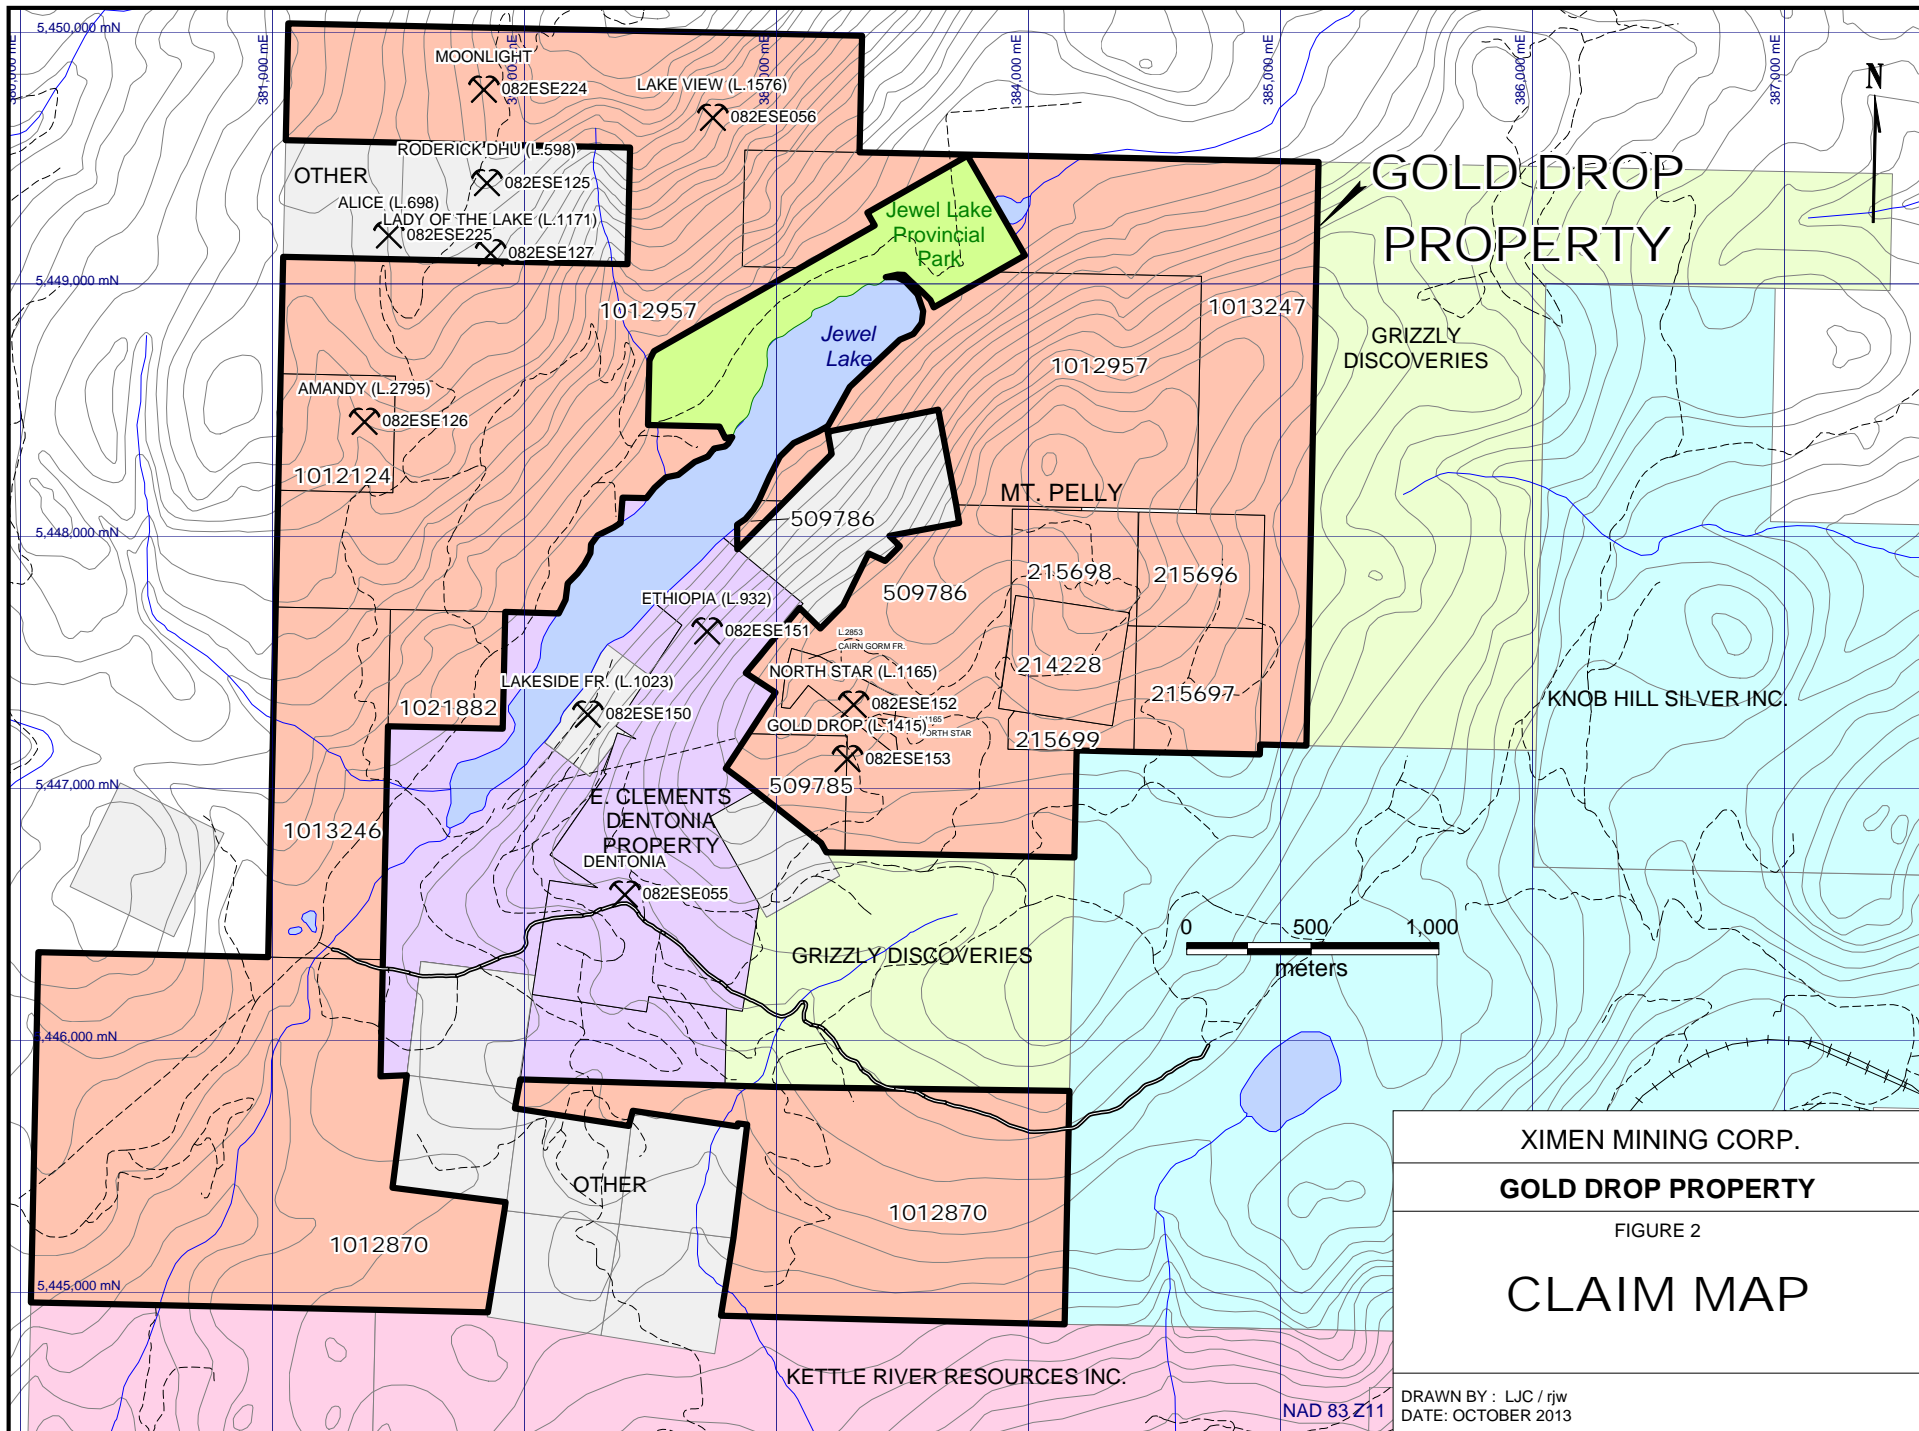 5,450,000 mN
381,000 mE
384,000 mE
385,000 mE
386,000 mE
387,000 mE
N
MOONLIGHT
082ESE224
LAKE VIEW (L.1576)
082ESE056
RODERICK DHU (L.598)
OTHER
082ESE125
ALICE (L.698)
LADY OF THE LAKE (L.1171)
082ESE225
082ESE127
GOLD DROP
PROPERTY
Jewel Lake
Provincial
Park
5,449,000 mN
1012957
1013247
Jewel
Lake
GRIZZLY
DISCOVERIES
1012957
AMANDY (L.2795)
082ESE126
1012124
MT. PELLY
509786
5,448,000 mN
215698
215696
509786
ETHIOPIA (L.932)
082ESE151
L.2853
CAIRN GORM FR.
NORTH STAR (L.1165)
214228
215697
LAKESIDE FR. (L.1023)
082ESE152
1021882
082ESE150
GOLD DROP (L.1415)
NORTH STAR
215699
082ESE153
KNOB HILL SILVER INC.
5,447,000 mN
509785
E. CLEMENTS
DENTONIA
PROPERTY
1013246
DENTONIA
082ESE055
0 500 1,000
meters
GRIZZLY DISCOVERIES
5,446,000 mN
OTHER
1012870
1012870
5,445,000 mN
KETTLE RIVER RESOURCES INC.
NAD 83 Z11
XIMEN MINING CORP.
GOLD DROP PROPERTY
FIGURE 2
CLAIM MAP
DRAWN BY : LJC / rjw
DATE: OCTOBER 2013